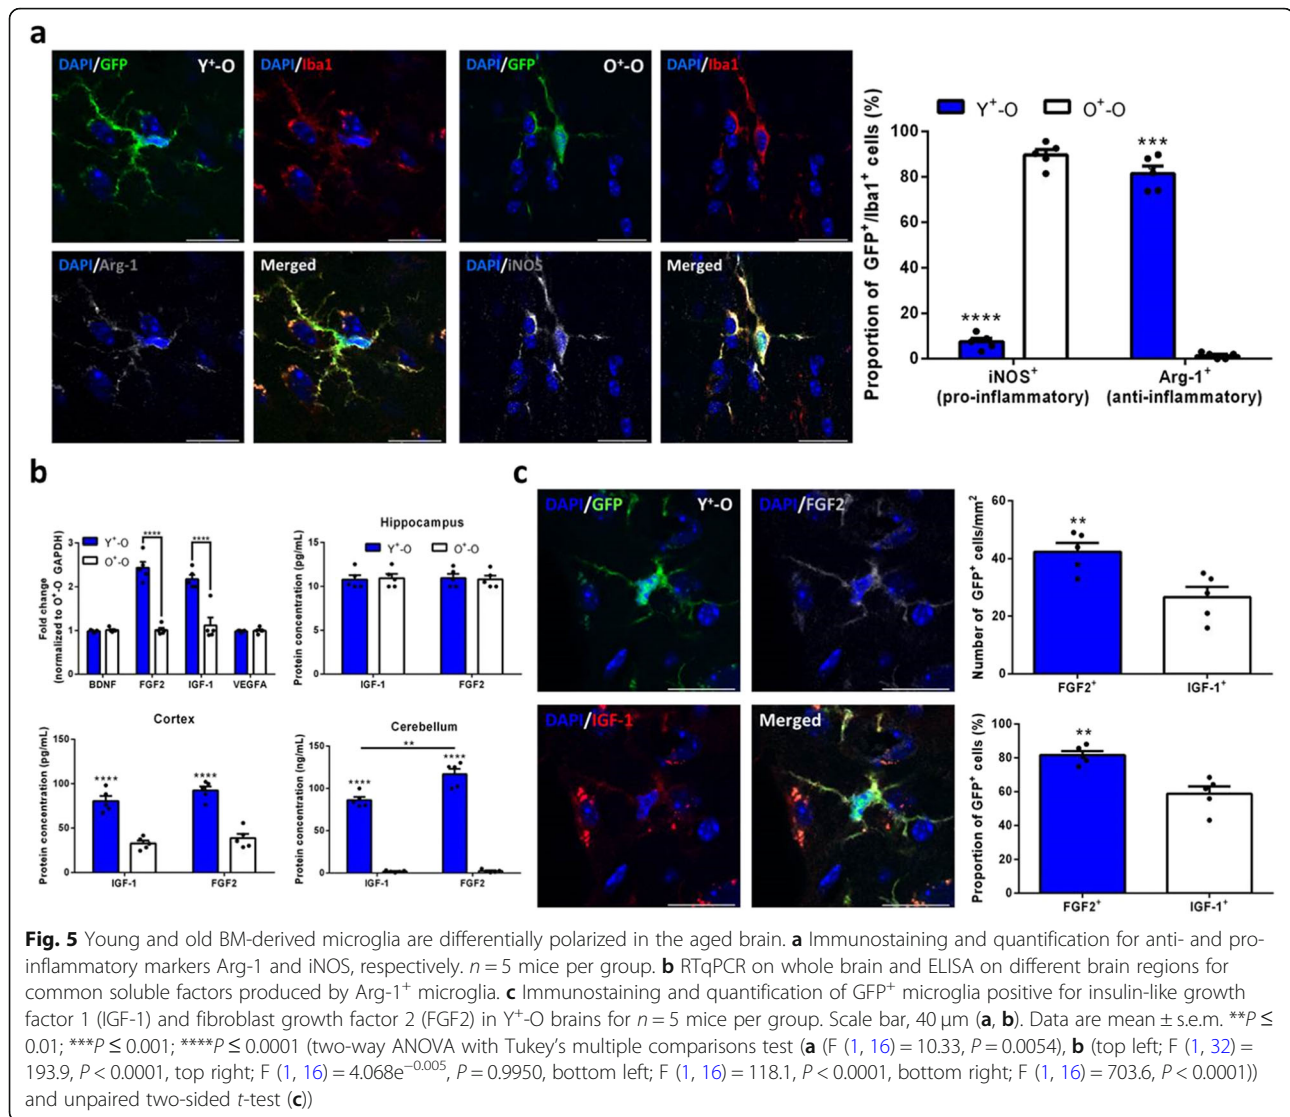 a
DAPI/GFP Y⁺-O
DAPI/Iba1
DAPI/GFP O⁺-O
DAPI/Iba1
DAPI/Arg-1
Merged
DAPI/iNOS
Merged
Y⁺-O O⁺-O
Proportion of GFP⁺/Iba1⁺ cells (%)
100
80
60
40
20
0
****
***
iNOS⁺
(pro-inflammatory)
Arg-1⁺
(anti-inflammatory)
b
Y⁺-O
O⁺-O
Fold change
(normalized to O⁺-O GAPDH)
3
2
1
0
**** ****
BDNF FGF2 IGF-1 VEGFA
Hippocampus
Y⁺-O O⁺-O
Protein concentration (pg/mL)
15
10
5
0
IGF-1 FGF2
Cortex
Protein concentration (pg/mL)
150
100
50
0
**** ****
IGF-1 FGF2
Cerebellum
Protein concentration (ng/mL)
150
100
50
0
**
**** ****
IGF-1 FGF2
c
DAPI/GFP Y⁺-O
DAPI/FGF2
DAPI/IGF-1
Merged
Number of GFP⁺ cells/mm²
60
40
20
0
**
FGF2⁺ IGF-1⁺
Proportion of GFP⁺ cells (%)
100
80
60
40
20
0
**
FGF2⁺ IGF-1⁺
Fig. 5 Young and old BM-derived microglia are differentially polarized in the aged brain. a Immunostaining and quantification for anti- and pro-
inflammatory markers Arg-1 and iNOS, respectively. n = 5 mice per group. b RTqPCR on whole brain and ELISA on different brain regions for
common soluble factors produced by Arg-1⁺ microglia. c Immunostaining and quantification of GFP⁺ microglia positive for insulin-like growth
factor 1 (IGF-1) and fibroblast growth factor 2 (FGF2) in Y⁺-O brains for n = 5 mice per group. Scale bar, 40 μm (a, b). Data are mean ± s.e.m. **P ≤
0.01; ***P ≤ 0.001; ****P ≤ 0.0001 (two-way ANOVA with Tukey's multiple comparisons test (a (F (1, 16) = 10.33, P = 0.0054), b (top left; F (1, 32) =
193.9, P < 0.0001, top right; F (1, 16) = 4.068e⁻⁰·⁰⁰⁵, P = 0.9950, bottom left; F (1, 16) = 118.1, P < 0.0001, bottom right; F (1, 16) = 703.6, P < 0.0001))
and unpaired two-sided t-test (c))